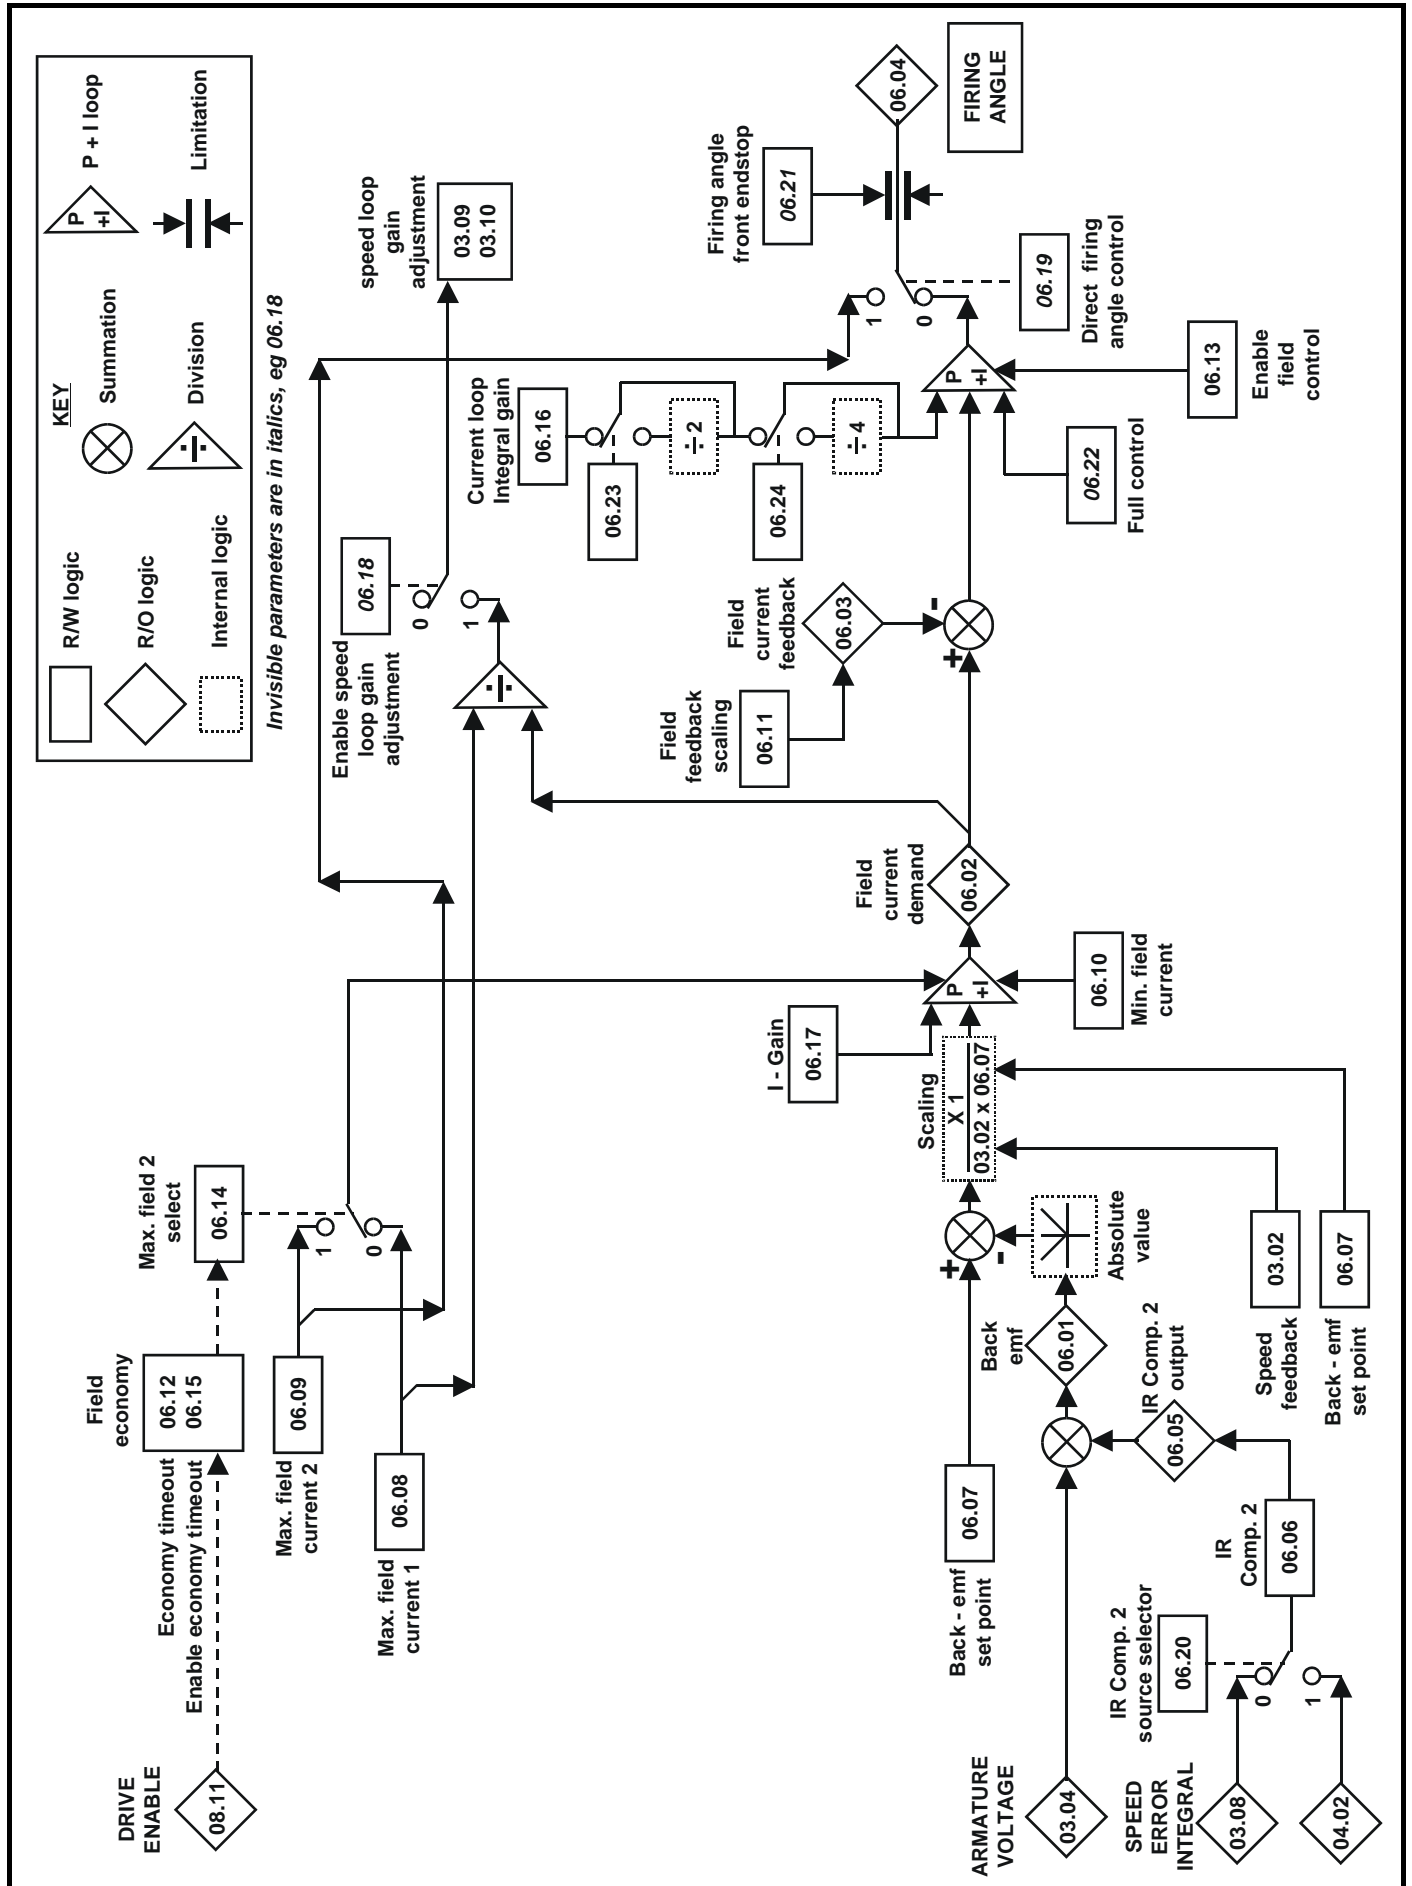 DRIVE
ENABLE
08.11
Economy timeout
Enable economy timeout
Field
economy
06.12
06.15
Max. field 2
select
06.14
Max. field
current 2
06.09
Max. field
current 1
06.08
1
0
KEY
R/W logic
R/O logic
Internal logic
Summation
Division
÷
P + I loop
P
+I
Limitation
Invisible parameters are in italics, eg 06.18
Enable speed
loop gain
adjustment
06.18
0
1
÷
speed loop
gain
adjustment
03.09
03.10
Current loop
Integral gain
06.16
06.23
÷ 2
06.24
÷ 4
Field
feedback
scaling
06.11
Field
current
feedback
06.03
+
-
Firing angle
front endstop
06.21
06.04
FIRING
ANGLE
1
0
P
+I
06.19
Direct firing
angle control
06.22
Full control
06.13
Enable
field
control
I - Gain
06.17
Field
current
demand
06.02
P
+I
06.10
Min. field
current
Scaling
X 1
03.02 x 06.07
Back - emf
set point
06.07
+
-
Absolute
value
Back
emf
06.01
ARMATURE
VOLTAGE
03.04
IR Comp. 2
output
06.05
Speed
feedback
03.02
Back - emf
set point
06.07
IR
Comp. 2
06.06
IR Comp. 2
source selector
06.20
0
1
SPEED
ERROR
INTEGRAL
03.08
04.02